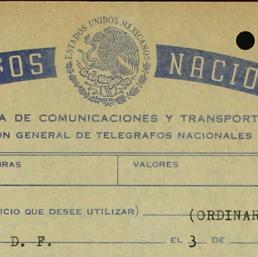 ESTADOS UNIDOS MEXICANOS
FOS NACIO
A DE COMUNICACIONES Y TRANSPORT
ON GENERAL DE TELEGRAFOS NACIONALES
BRAS VALORES
ICIO QUE DESEE UTILIZAR) (ORDINAR
D. F. EL 3 DE